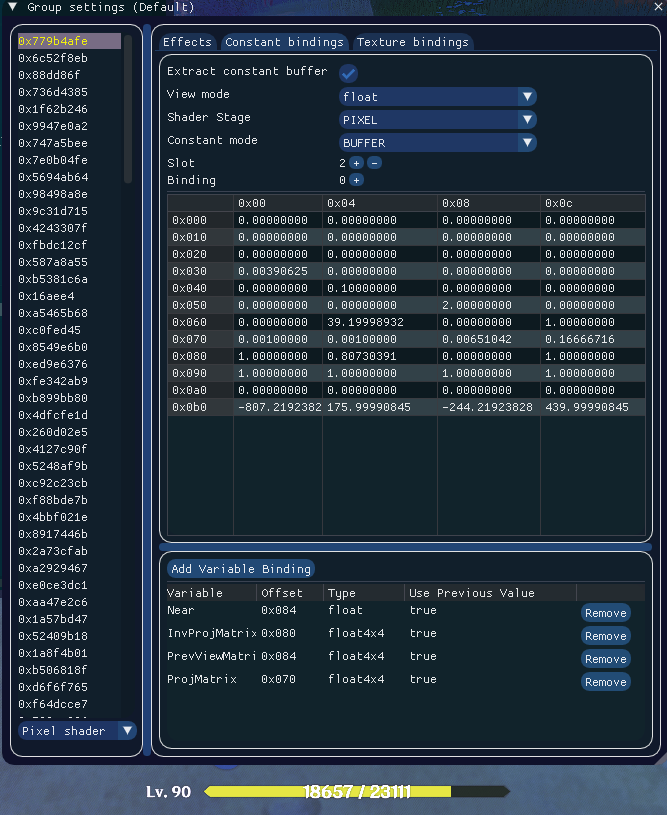 Group settings (Default)
0x779b4afe
0x6c52f8eb
0x88dd86f
0x736d4385
0x1f62b246
0x9947e0a2
0x747a5bee
0x7e0b04fe
0x5694ab64
0x98498a8e
0x9c31d715
0x4243307f
0xfbdc12cf
0x587a8a55
0xb5381c6a
0x16aee4
0xa5465b68
0xc0fed45
0x8549e6b0
0xed9e6376
0xfe342ab9
0xb899bb80
0x4dfcfe1d
0x260d02e5
0x4127c90f
0x5248af9b
0xc92c23cb
0xf88bde7b
0x4bbf021e
0x8917446b
0x2a73cfab
0xa2929467
0xe0ce3dc1
0xaa47e2c6
0x1a57bd47
0x52409b18
0x1a8f4b01
0xb506818f
0xd6f6f765
0xf64dcce7
Pixel shader
Effects Constant bindings Texture bindings
Extract constant buffer
View mode float
Shader Stage PIXEL
Constant mode BUFFER
Slot 2 + -
Binding 0 +
0x00 0x04 0x08 0x0c
0x000 0.00000000 0.00000000 0.00000000 0.00000000
0x010 0.00000000 0.00000000 0.00000000 0.00000000
0x020 0.00000000 0.00000000 0.00000000 0.00000000
0x030 0.00390625 0.00000000 0.00000000 0.00000000
0x040 0.00000000 0.10000000 0.00000000 0.00000000
0x050 0.00000000 0.00000000 2.00000000 0.00000000
0x060 0.00000000 39.19998932 0.00000000 1.00000000
0x070 0.00100000 0.00100000 0.00651042 0.16666716
0x080 1.00000000 0.80730391 0.00000000 1.00000000
0x090 1.00000000 1.00000000 1.00000000 1.00000000
0x0a0 0.00000000 0.00000000 0.00000000 0.00000000
0x0b0 -807.2192382 175.99990845 -244.21923828 439.99990845
Add Variable Binding
Variable Offset Type Use Previous Value
Near 0x084 float true Remove
InvProjMatrix 0x080 float4x4 true Remove
PrevViewMatri 0x084 float4x4 true Remove
ProjMatrix 0x070 float4x4 true Remove
Lv. 90 18657 / 23111